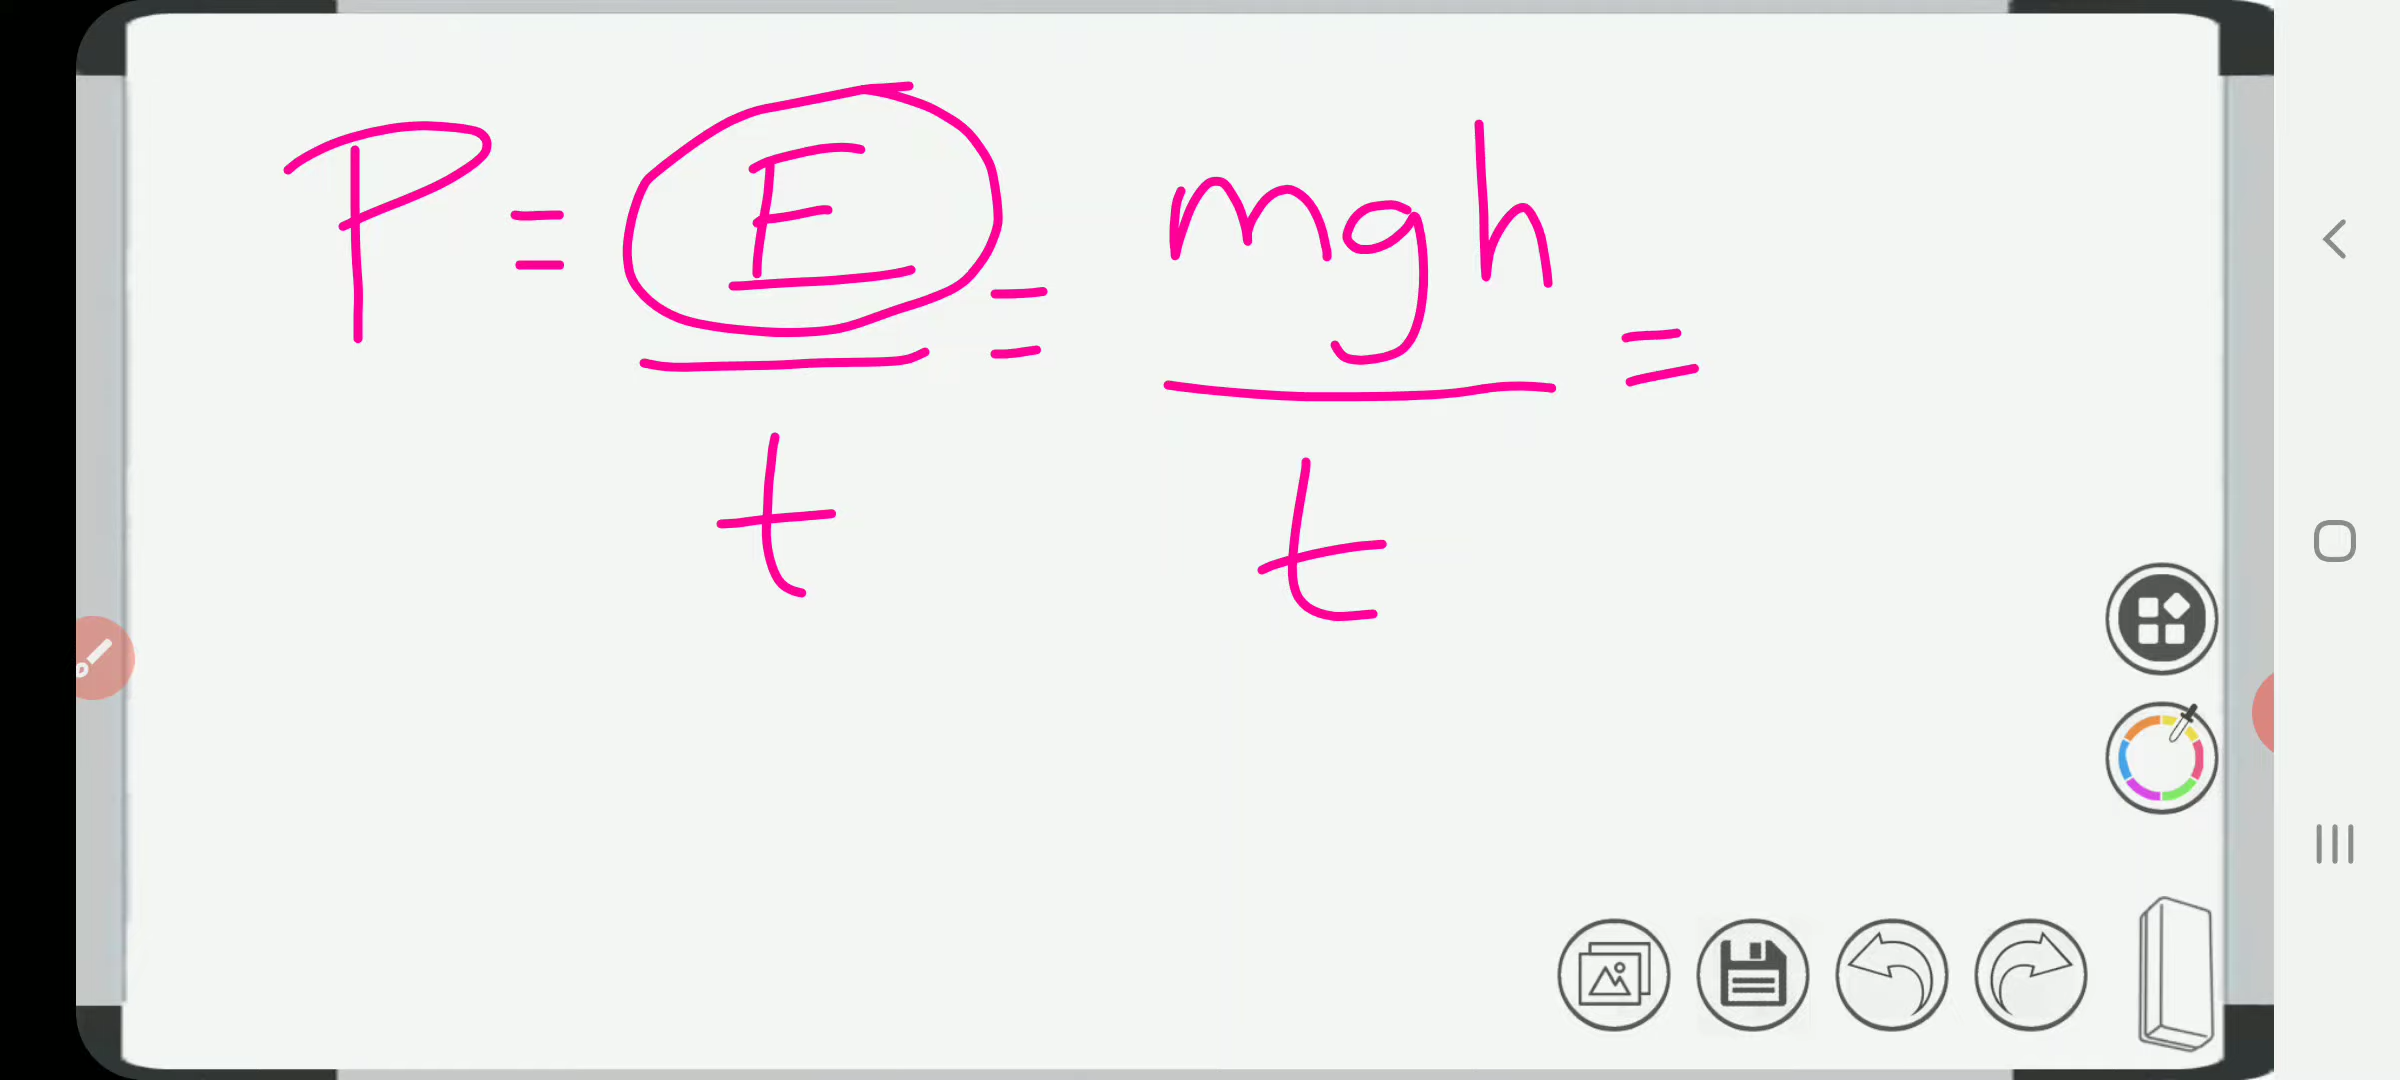 P = E/t = mgh/t =